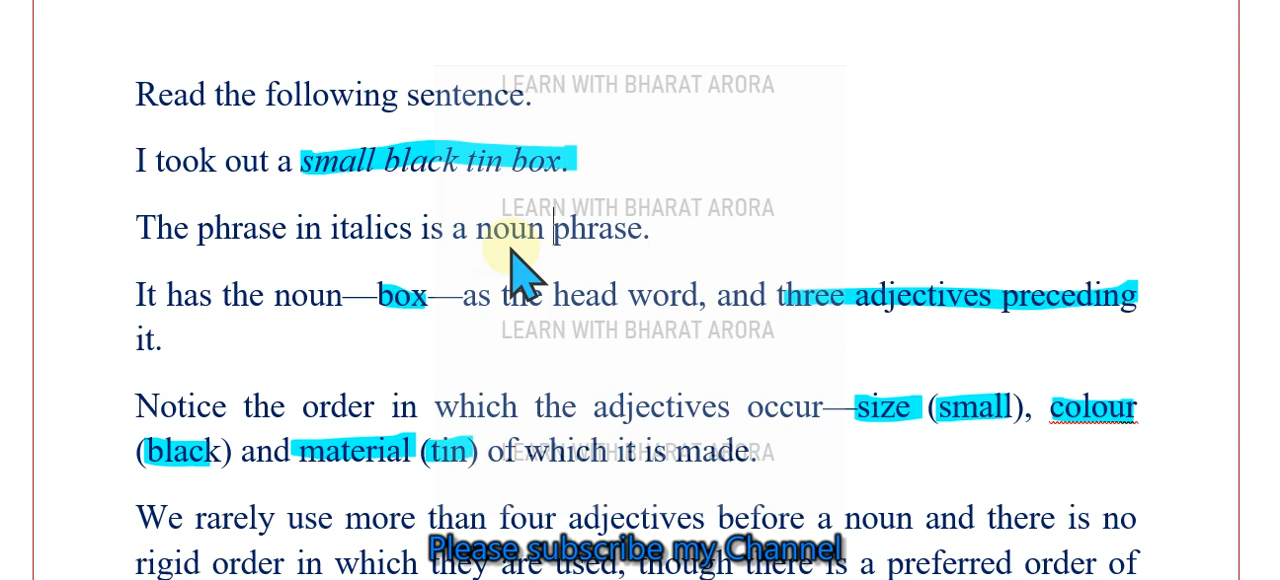 LEARN WITH BHARAT ARORA
Read the following sentence.
I took out a small black tin box.
LEARN WITH BHARAT ARORA
The phrase in italics is a noun phrase.
It has the noun—box—as the head word, and three adjectives preceding
LEARN WITH BHARAT ARORA
it.
Notice the order in which the adjectives occur—size (small), colour
(black) and material (tin) of which it is made.
LEARN WITH BHARAT ARORA
We rarely use more than four adjectives before a noun and there is no
Please subscribe my Channel
rigid order in which they are used, though there is a preferred order of